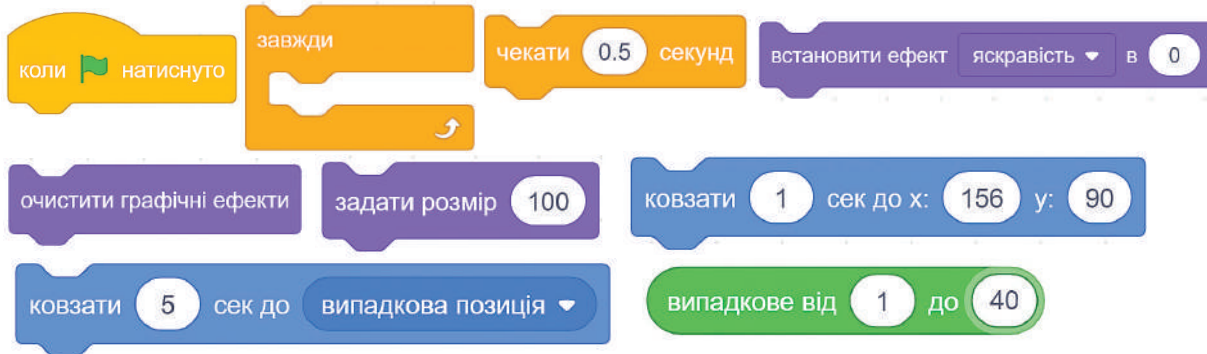 коли натиснуто
завжди
чекати 0.5 секунд
встановити ефект яскравість в 0
очистити графічні ефекти
задати розмір 100
ковзати 1 сек до x: 156 y: 90
ковзати 5 сек до випадкова позиція
випадкове від 1 до 40